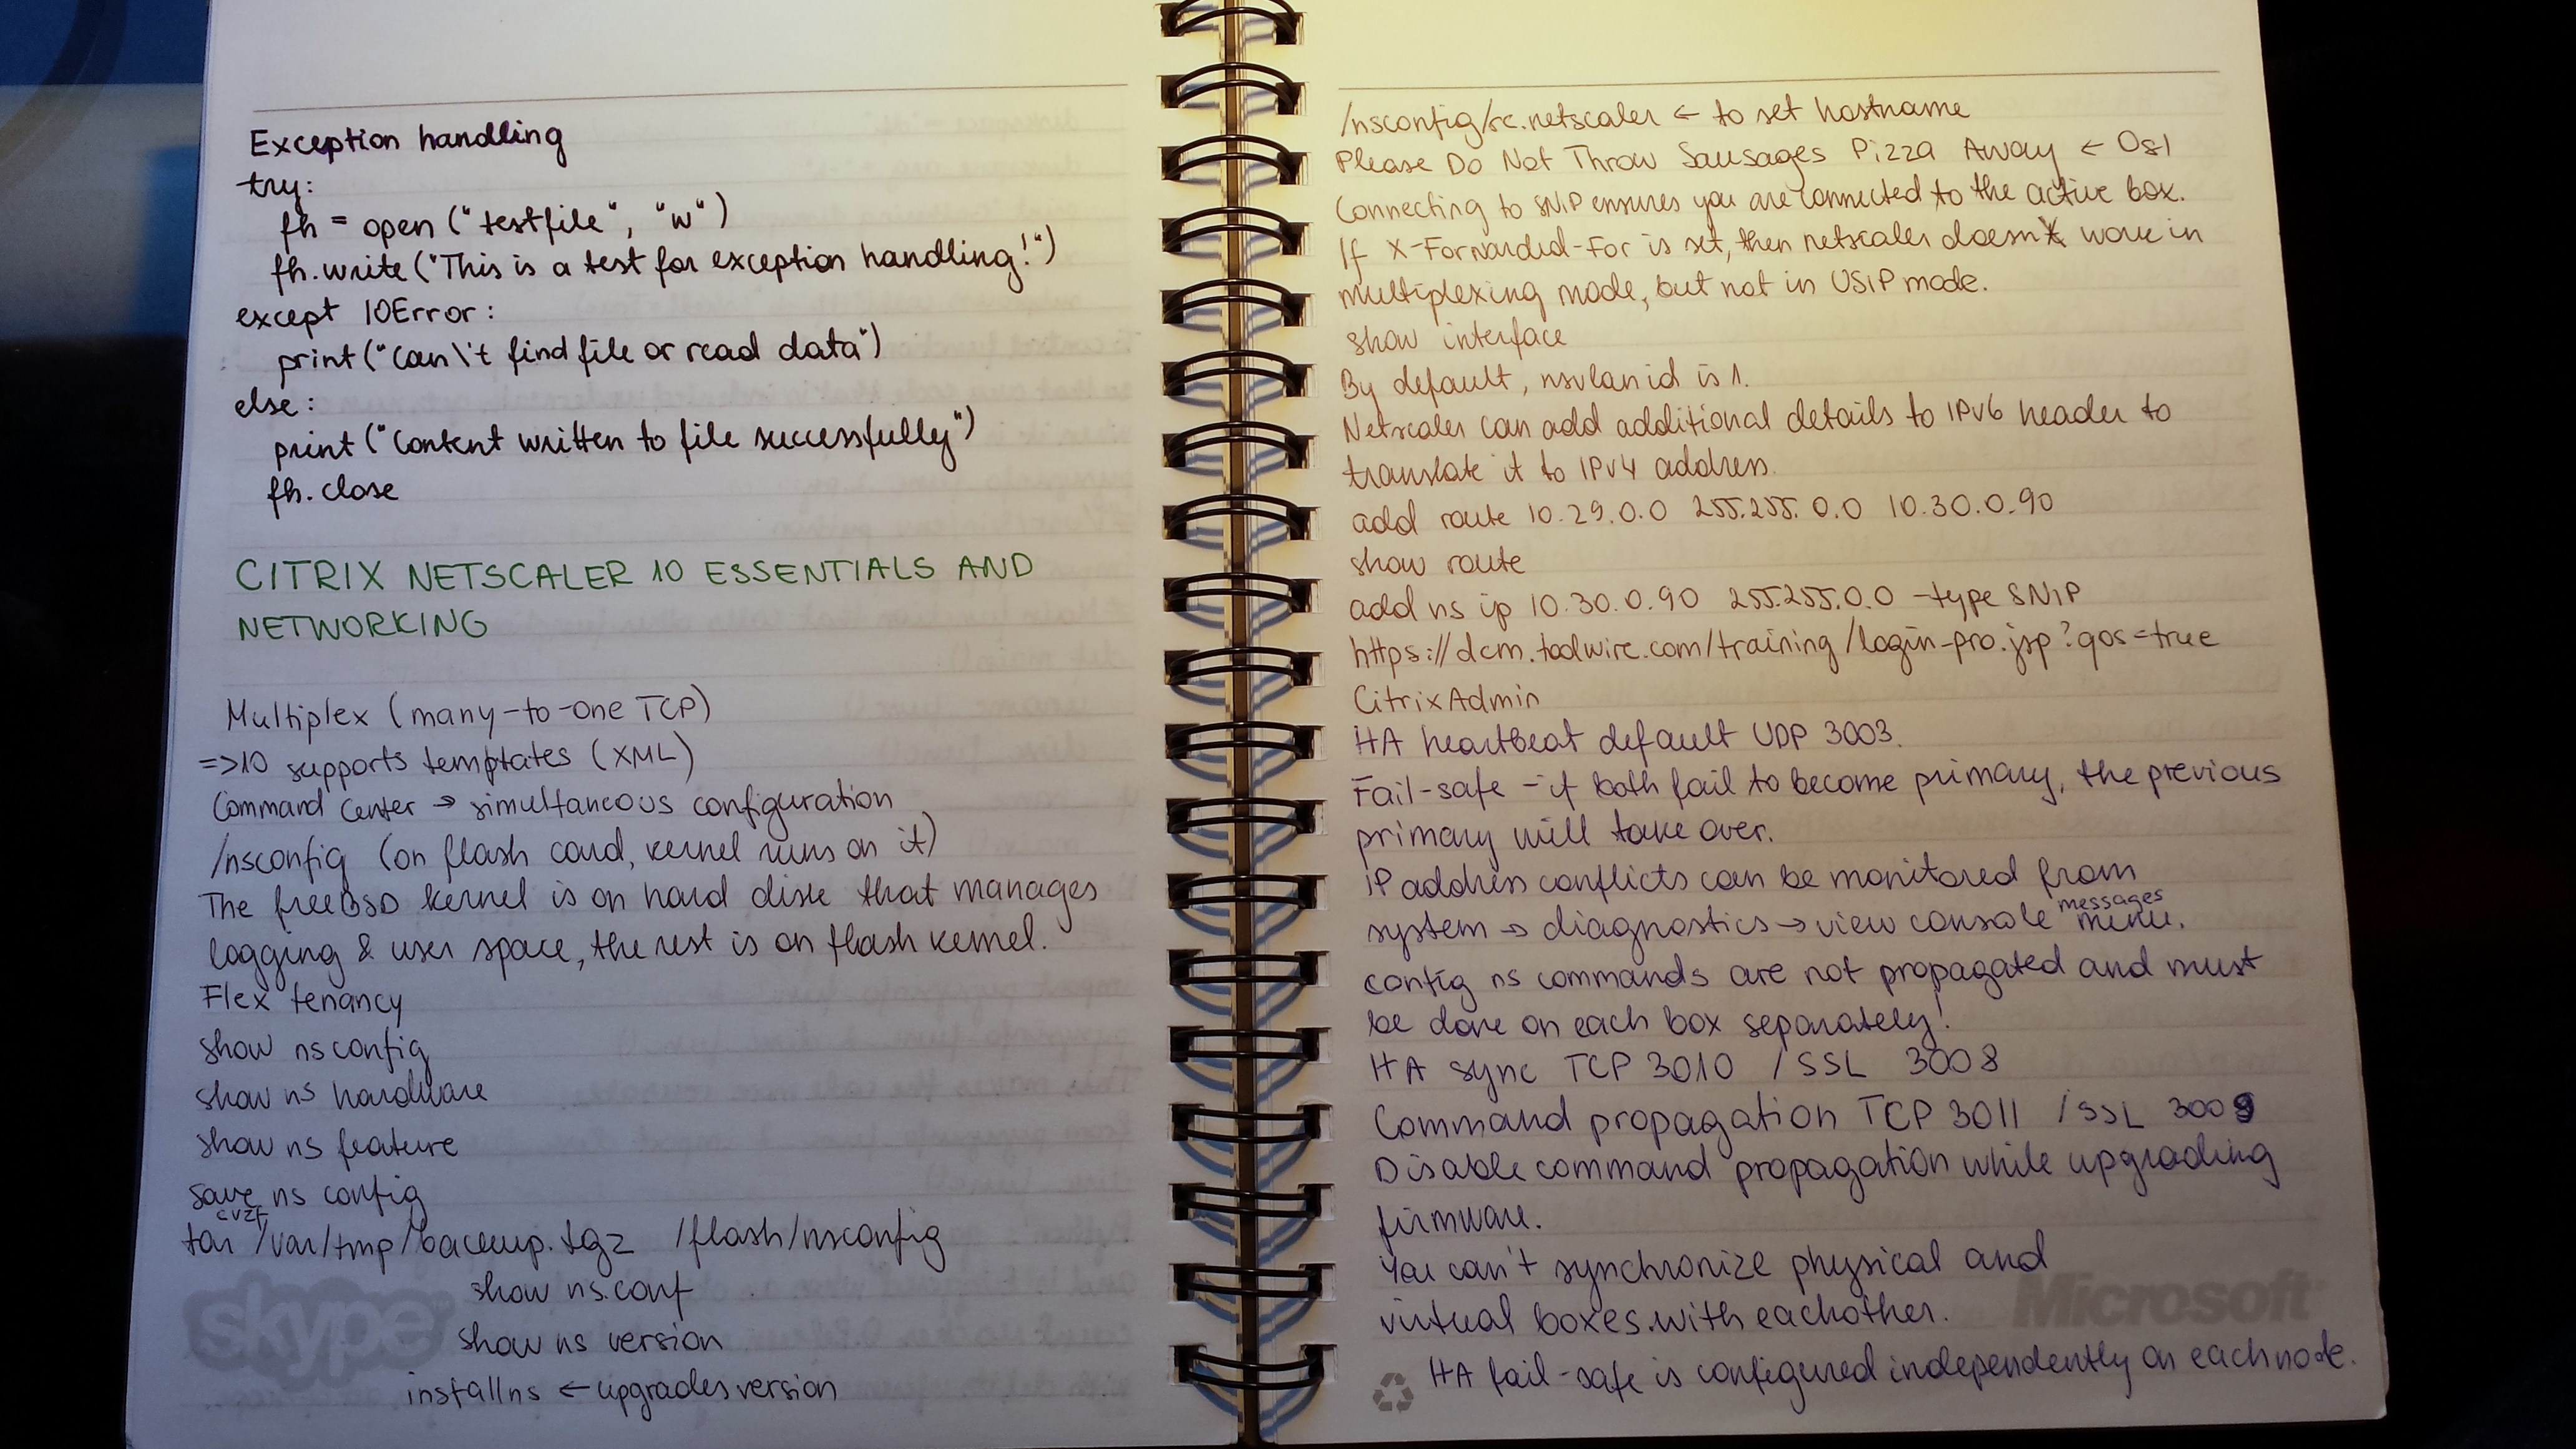 Exception handling
try:
fh = open ("testfile", "w")
fh.write ("This is a test for exception handling!")
except IOError:
print ("Can\'t find file or read data")
else:
print ("Content written to file successfully")
fh.close
CITRIX NETSCALER 10 ESSENTIALS AND
NETWORKING
Multiplex (many-to-one TCP)
=>10 supports templates (XML)
Command Center → simultaneous configuration
/nsconfig (on flash card, kernel runs on it)
The freeBSD kernel is on hard disk that manages
logging & user space, the rest is on flash kernel.
Flex tenancy
show ns config
show ns hardware
show ns feature
save ns config
cvzf
tar /var/tmp/backup.tgz /flash/nsconfig
show ns.conf
show ns version
installns ← upgrades version
skype
/nsconfig/rc.netscaler ← to set hostname
Please Do Not Throw Sausages Pizza Away ← OSI
Connecting to SNIP ensures you are connected to the active box.
If X-Forwarded-For is set, then netscaler does work in
multiplexing mode, but not in USIP mode.
show interface
By default, nsvlan id is 1.
Netscaler can add additional details to IPv6 header to
translate it to IPv4 address.
add route 10.29.0.0 255.255.0.0 10.30.0.90
show route
add ns ip 10.30.0.90 255.255.0.0 -type SNIP
https://dcm.toolwire.com/training/login-pro.jsp?qos=true
CitrixAdmin
HA heartbeat default UDP 3003.
Fail-safe - if both fail to become primary, the previous
primary will take over.
IP address conflicts can be monitored from
messages
system → diagnostics → view console menu.
config ns commands are not propagated and must
be done on each box separately!
HA sync TCP 3010 /SSL 3008
Command propagation TCP 3011 /SSL 3009
Disable command propagation while upgrading
firmware.
You can't synchronize physical and
virtual boxes.with eachother.
HA fail-safe is configured independently on each node.
Microsoft